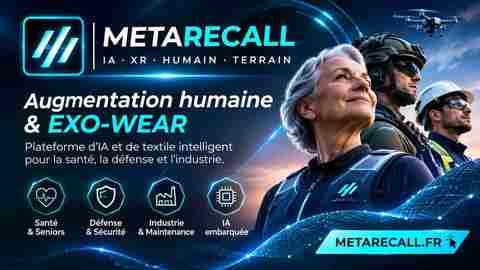 METARECALL
IA · XR · HUMAIN · TERRAIN
Augmentation humaine
& EXO-WEAR
Plateforme d'IA et de textile intelligent
pour la santé, la défense et l'industrie.
Santé
& Seniors
Défense
& Sécurité
Industrie
& Maintenance
IA
embarquée
METARECALL.FR